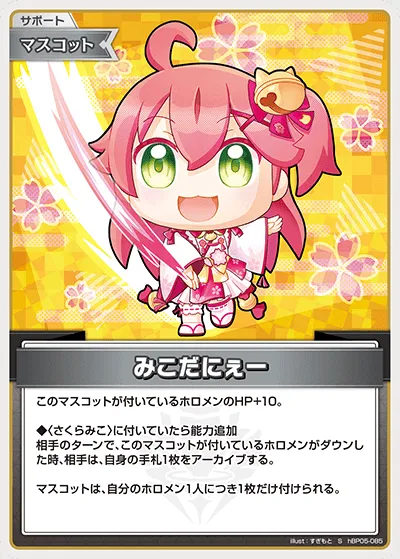 サポート
マスコット
みこだにぇー
このマスコットが付いているホロメンのHP+10。
◆〈さくらみこ〉に付いていたら能力追加
相手のターンで、このマスコットが付いているホロメンがダウンし
た時、相手は、自身の手札1枚をアーカイブする。
マスコットは、自分のホロメン1人につき1枚だけ付けられる。
illust：すぎもと S hBP05-085